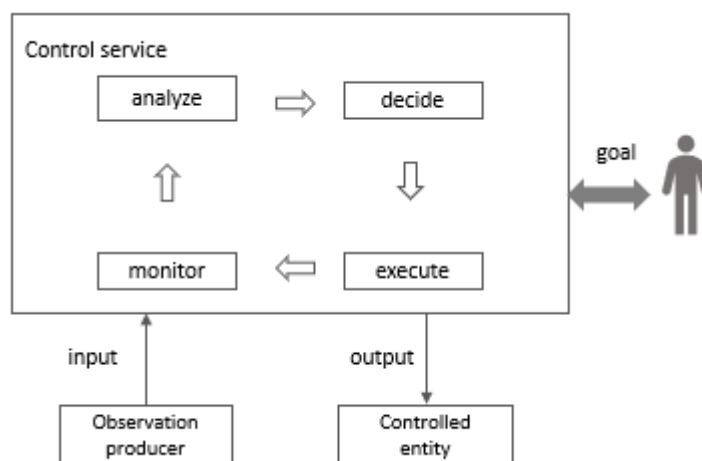 Control service
analyze
decide
goal
monitor
execute
input
output
Observation
producer
Controlled
entity